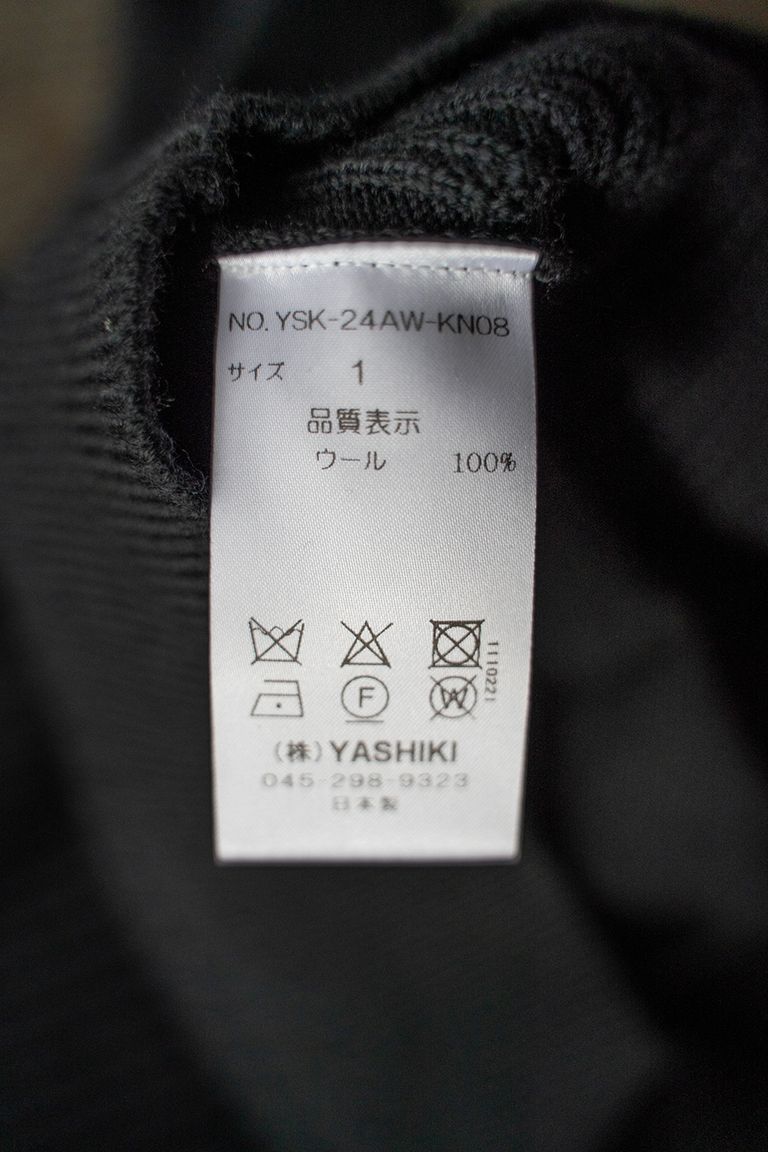 NO. YSK-24AW-KN08
サイズ 1
品質表示
ウール 100%
1110221
F
W
(株)YASHIKI
045-298-9323
日本製